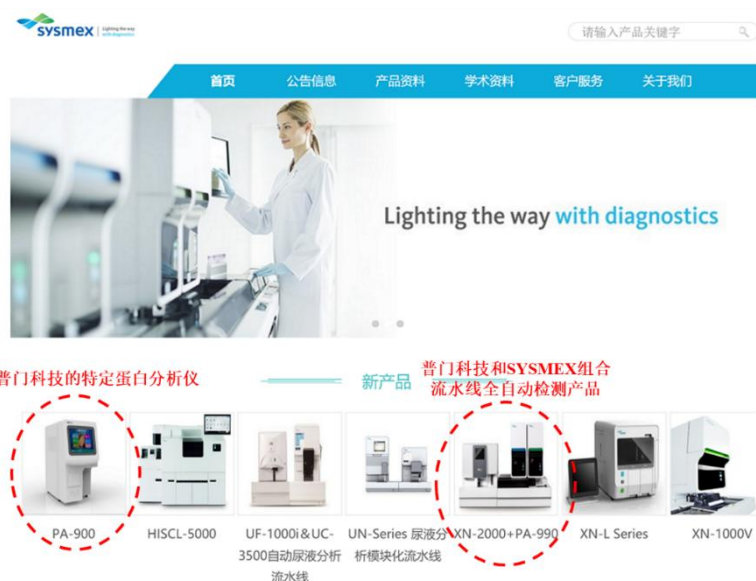 sysmex
Lighting the way
with diagnostics
请输入产品关键字
首页 公告信息 产品资料 学术资料 客户服务 关于我们
Lighting the way with diagnostics
普门科技的特定蛋白分析仪
新产品
普门科技和SYSMEX组合
流水线全自动检测产品
PA-900
HISCL-5000
UF-1000i&UC-
3500自动尿液分析
流水线
UN-Series 尿液分
析模块化流水线
XN-2000+PA-990
XN-L Series
XN-1000V